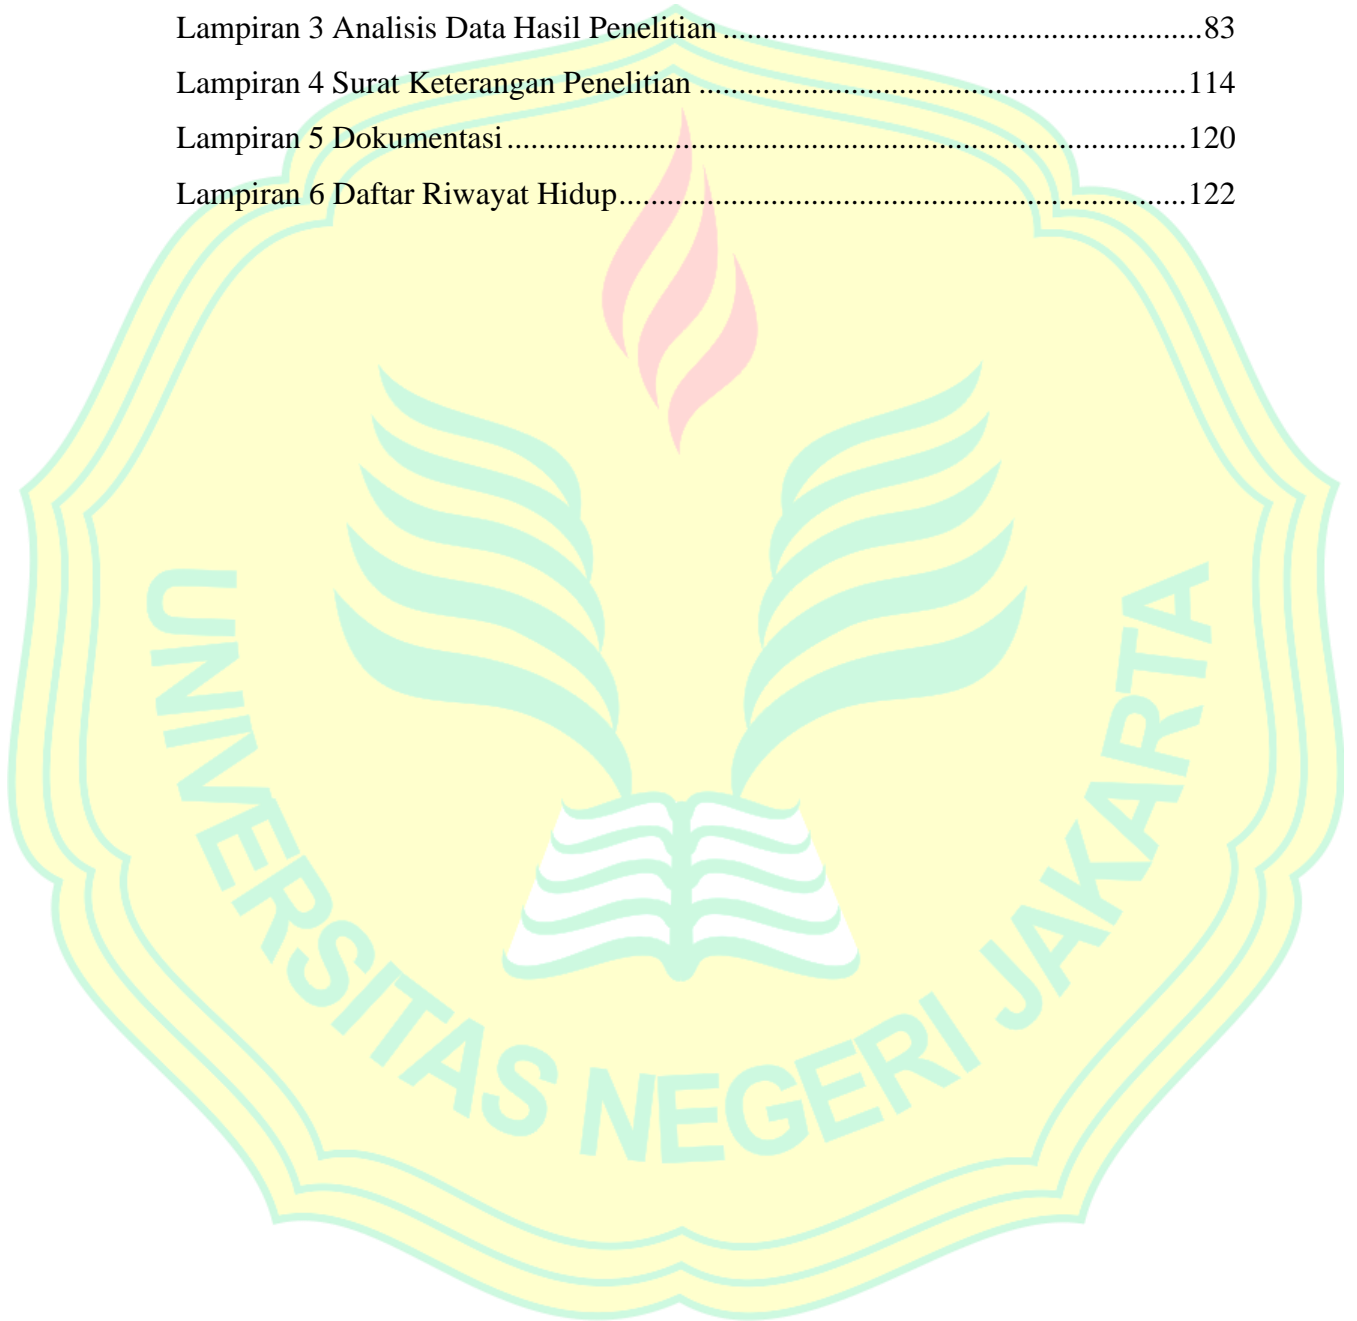 Lampiran 3 Analisis Data Hasil Penelitian ............................................................83
Lampiran 4 Surat Keterangan Penelitian .............................................................114
Lampiran 5 Dokumentasi.....................................................................................120
Lampiran 6 Daftar Riwayat Hidup.......................................................................122
UNIVERSITAS NEGERI JAKARTA